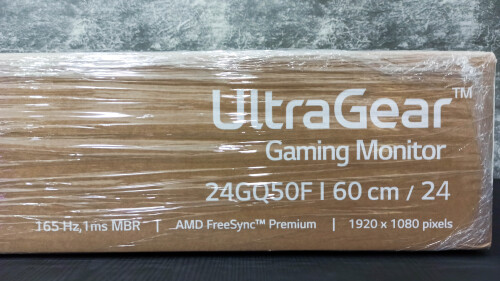 UltraGear™
Gaming Monitor
24GQ50F | 60 cm / 24
165 Hz,1ms MBR | AMD FreeSync™ Premium | 1920 x 1080 pixels